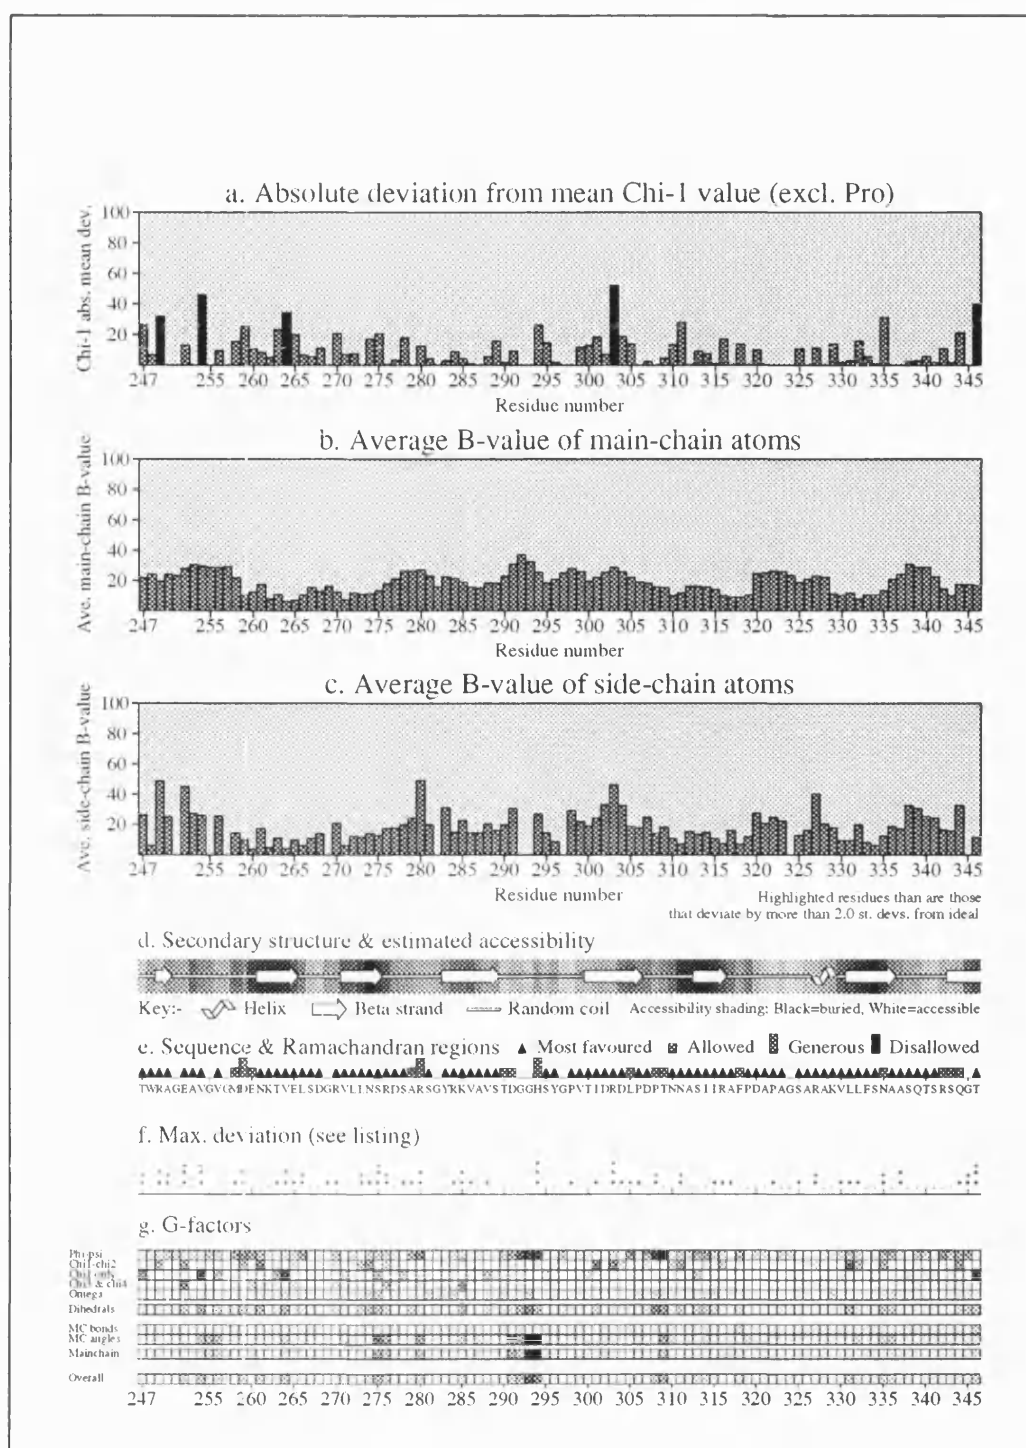 a. Absolute deviation from mean Chi-1 value (excl. Pro)
Chi-1 abs. mean dev.
100
80
60
40
20
247 255 260 265 270 275 280 285 290 295 300 305 310 315 320 325 330 335 340 345
Residue number
b. Average B-value of main-chain atoms
Ave. main-chain B-value
100
80
60
40
20
247 255 260 265 270 275 280 285 290 295 300 305 310 315 320 325 330 335 340 345
Residue number
c. Average B-value of side-chain atoms
Ave. side-chain B-value
100
80
60
40
20
247 255 260 265 270 275 280 285 290 295 300 305 310 315 320 325 330 335 340 345
Residue number
Highlighted residues than are those
that deviate by more than 2.0 st. devs. from ideal
d. Secondary structure & estimated accessibility
Key:- Helix Beta strand Random coil Accessibility shading: Black=buried, White=accessible
e. Sequence & Ramachandran regions Most favoured Allowed Generous Disallowed
TWRAGEAVGVGMDENKTVELSDGRVLINSRDSARSGYRKVAVSTDGGHSYGPVTIDRDLPDPTNNASIIRAFPDAPAGSARAKVLLFSNAASQTSRSQGT
f. Max. deviation (see listing)
g. G-factors
Phi-psi
Chi1-chi2
Chi1 only
Chi3 & chi4
Omega
Dihedrals
MC bonds
MC angles
Mainchain
Overall
247 255 260 265 270 275 280 285 290 295 300 305 310 315 320 325 330 335 340 345